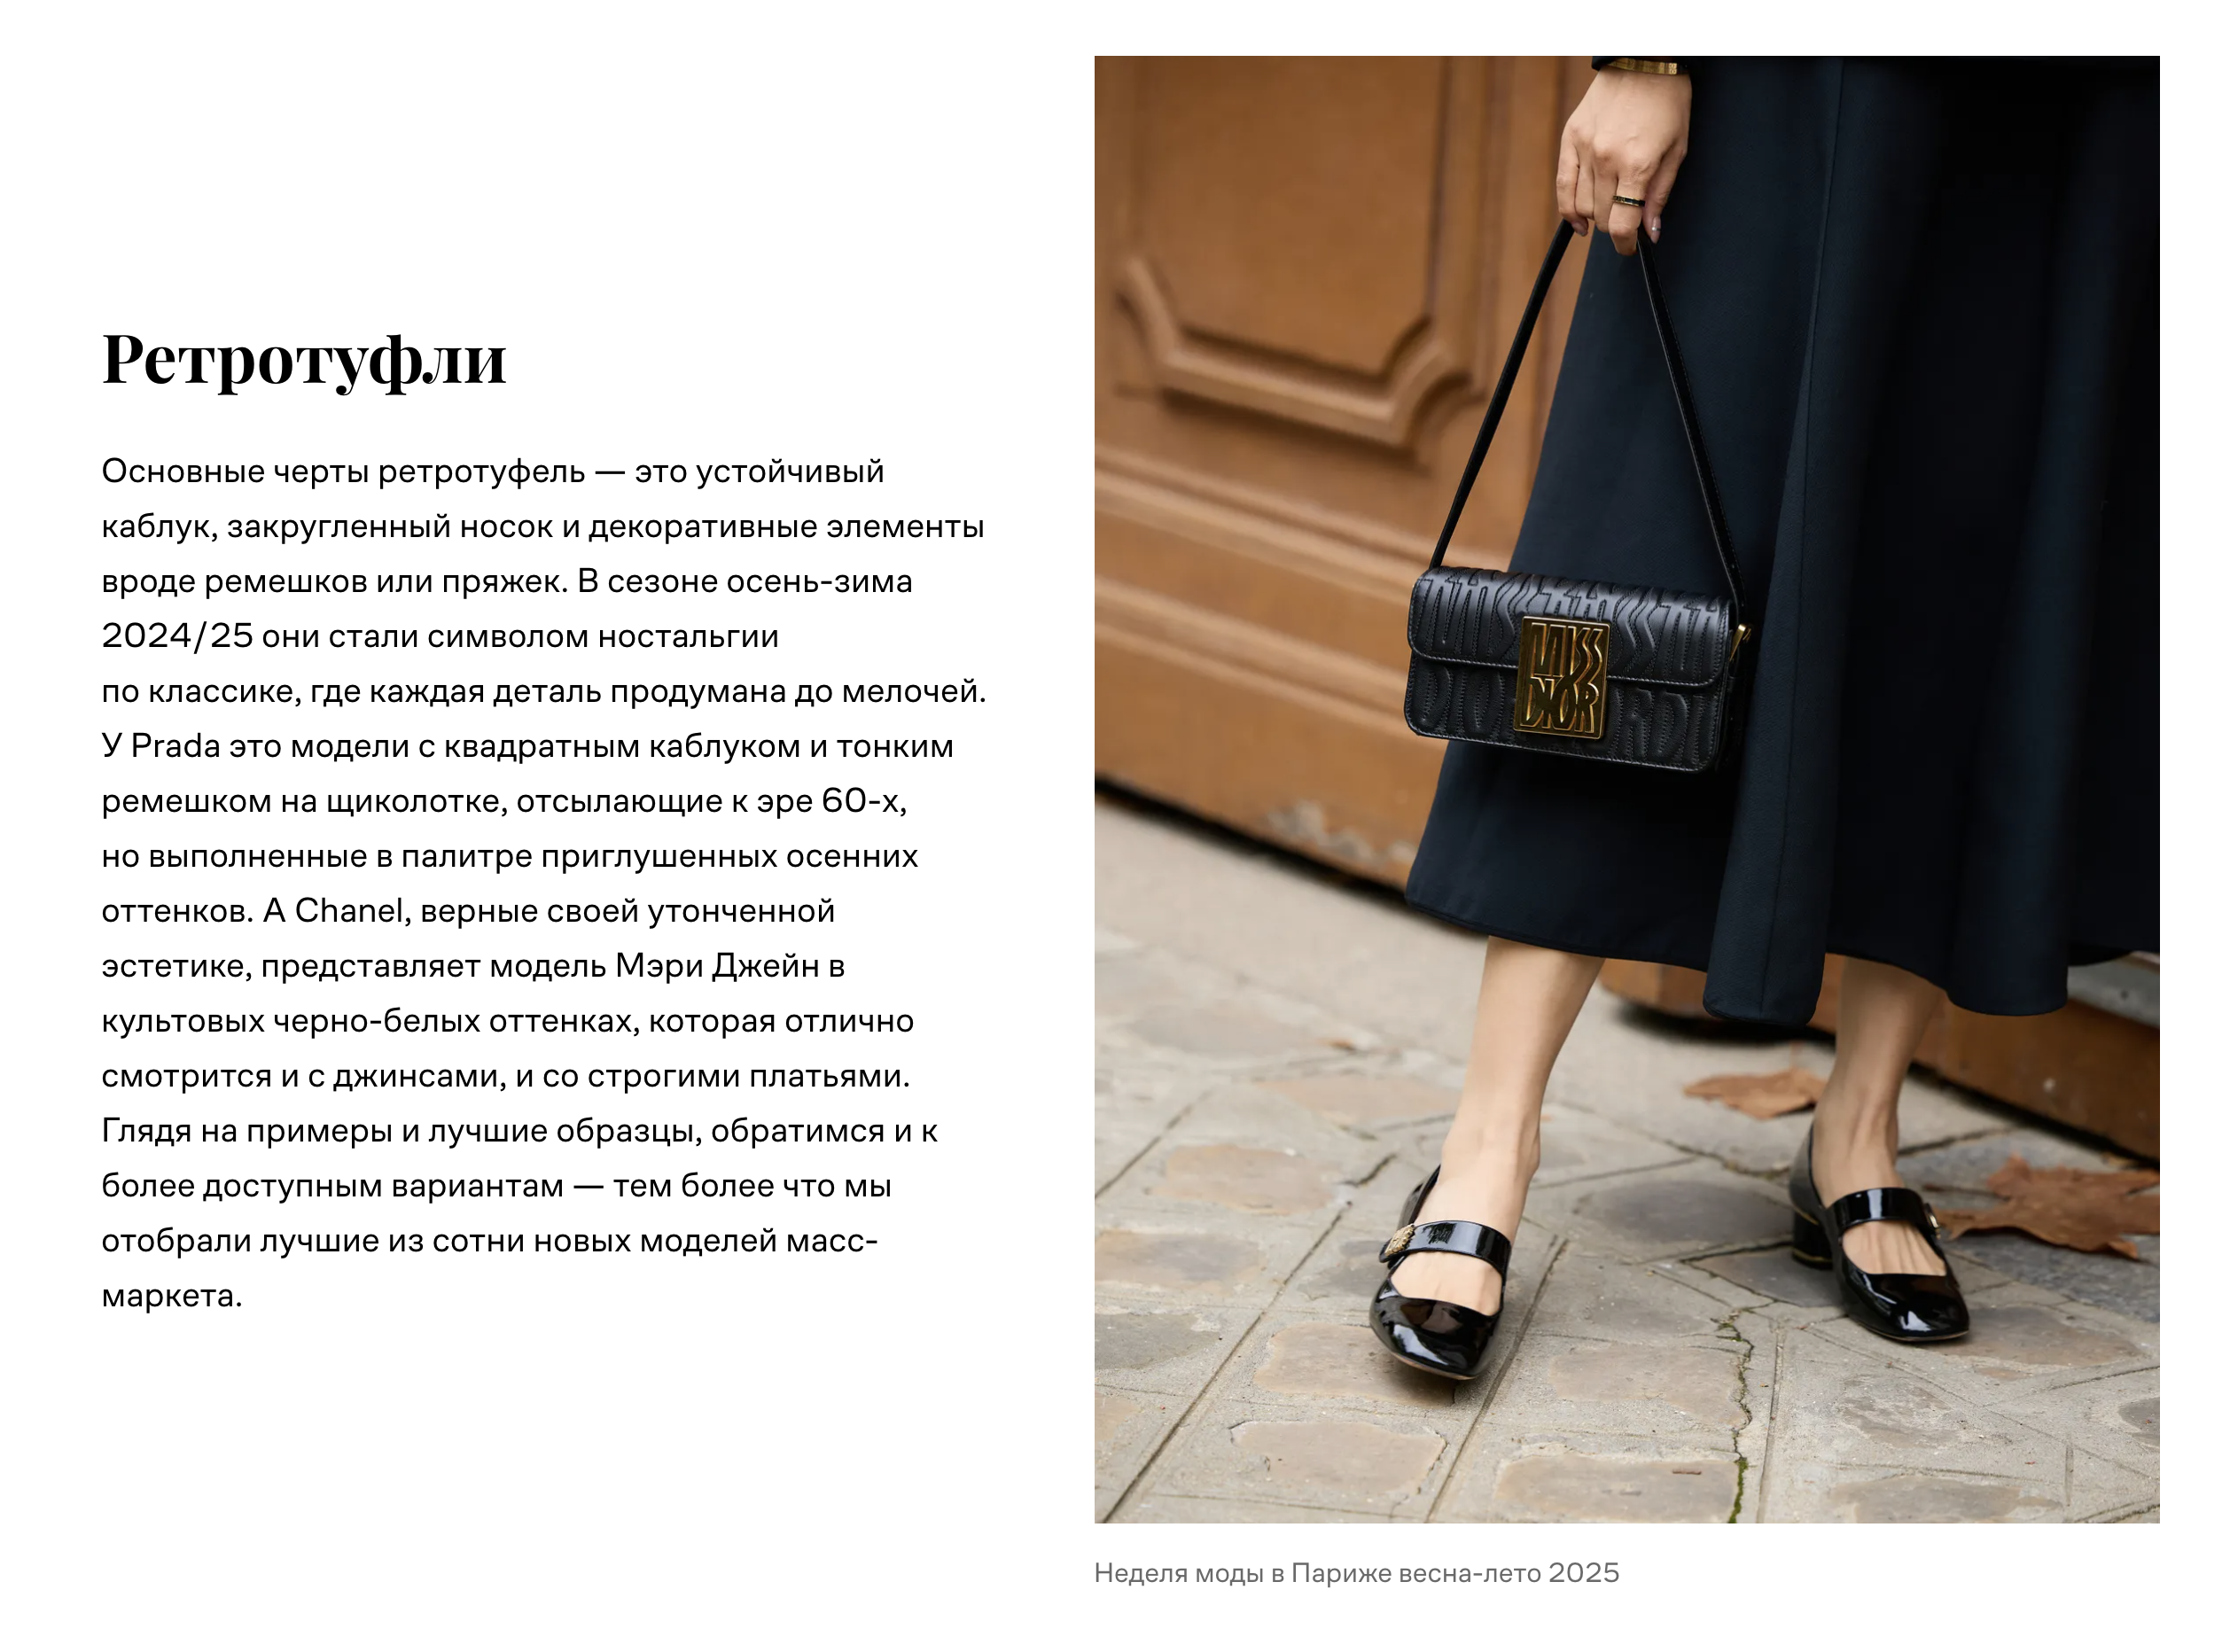 Ретротуфли
Основные черты ретротуфель — это устойчивый
каблук, закругленный носок и декоративные элементы
вроде ремешков или пряжек. В сезоне осень-зима
2024/25 они стали символом ностальгии
по классике, где каждая деталь продумана до мелочей.
У Prada это модели с квадратным каблуком и тонким
ремешком на щиколотке, отсылающие к эре 60-х,
но выполненные в палитре приглушенных осенних
оттенков. А Chanel, верные своей утонченной
эстетике, представляет модель Мэри Джейн в
культовых черно-белых оттенках, которая отлично
смотрится и с джинсами, и со строгими платьями.
Глядя на примеры и лучшие образцы, обратимся и к
более доступным вариантам — тем более что мы
отобрали лучшие из сотни новых моделей масс-
маркета.
MISS
DIOR
Неделя моды в Париже весна-лето 2025